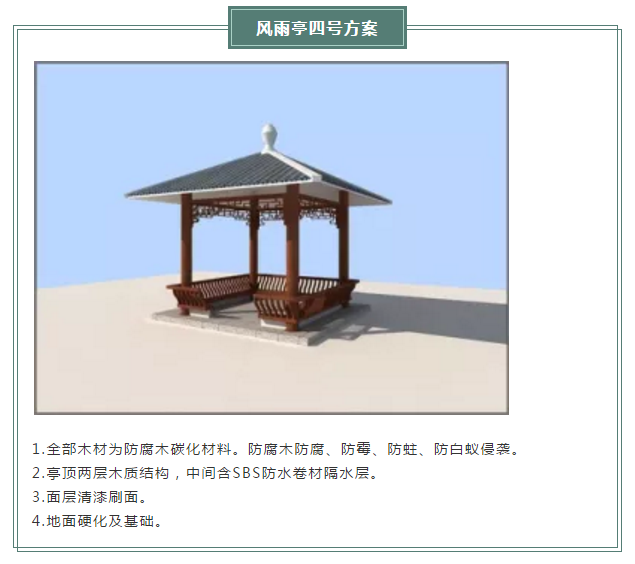 风雨亭四号方案
1.全部木材为防腐木碳化材料。防腐木防腐、防霉、防蛀、防白蚁侵袭。
2.亭顶两层木质结构，中间含SBS防水卷材隔水层。
3.面层清漆刷面。
4.地面硬化及基础。